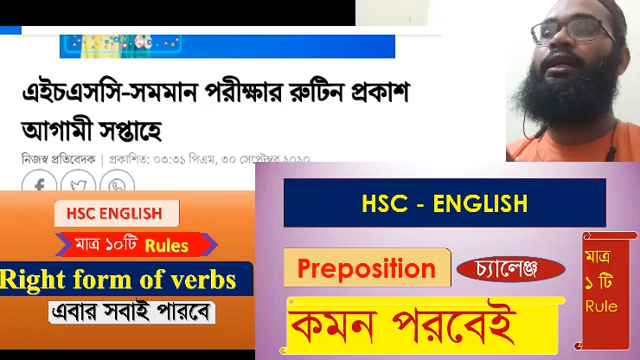 এইচএসসি-সমমান পরীক্ষার রুটিন প্রকাশ
আগামী সপ্তাহে
নিজস্ব প্রতিবেদক | প্রকাশিত: ০৩:৩১ পিএম, ৩০ সেপ্টেম্বর ২০২০
HSC ENGLISH
মাত্র ১০টি Rules
Right form of verbs
এবার সবাই পারবে
HSC - ENGLISH
Preposition
চ্যালেঞ্জ
কমন পরবেই
মাত্র
১ টি
Rule